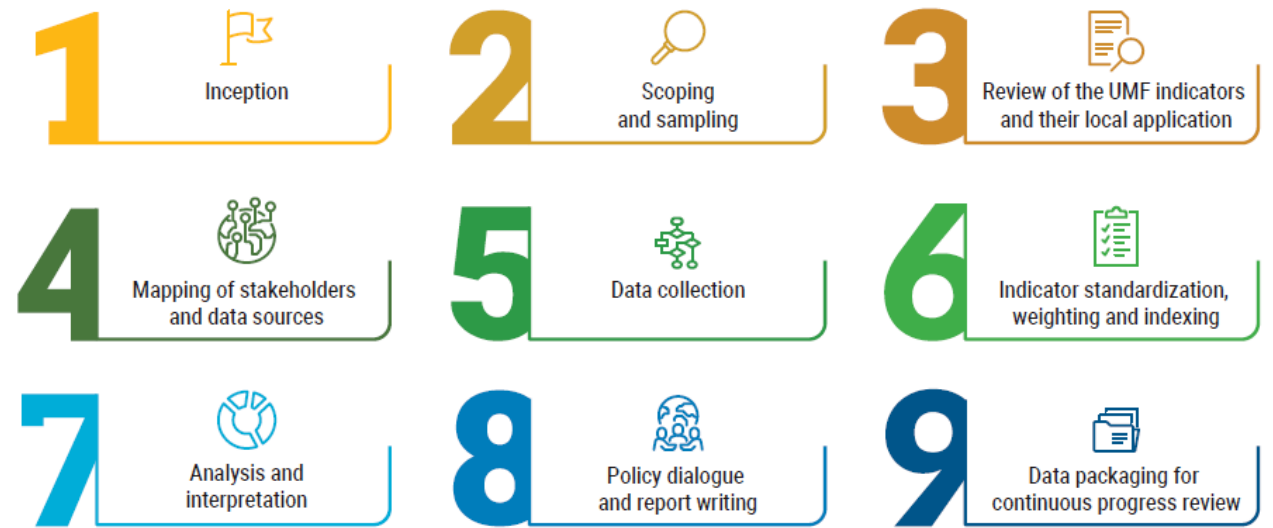 1
Inception
2
Scoping
and sampling
3
Review of the UMF indicators
and their local application
4
Mapping of stakeholders
and data sources
5
Data collection
6
Indicator standardization,
weighting and indexing
7
Analysis and
interpretation
8
Policy dialogue
and report writing
9
Data packaging for
continuous progress review